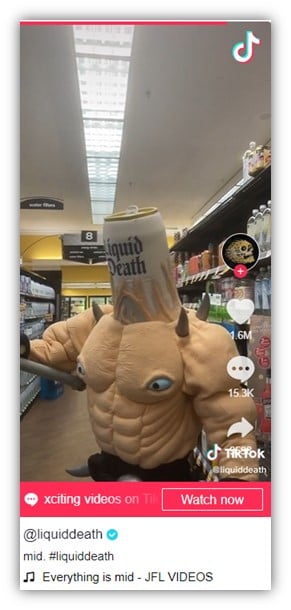 water filters
8
Liquid
Death
1.6M
15.3K
TikTok
@liquiddeath
xciting videos on Tik
Watch now
@liquiddeath
mid. #liquiddeath
Everything is mid - JFL VIDEOS